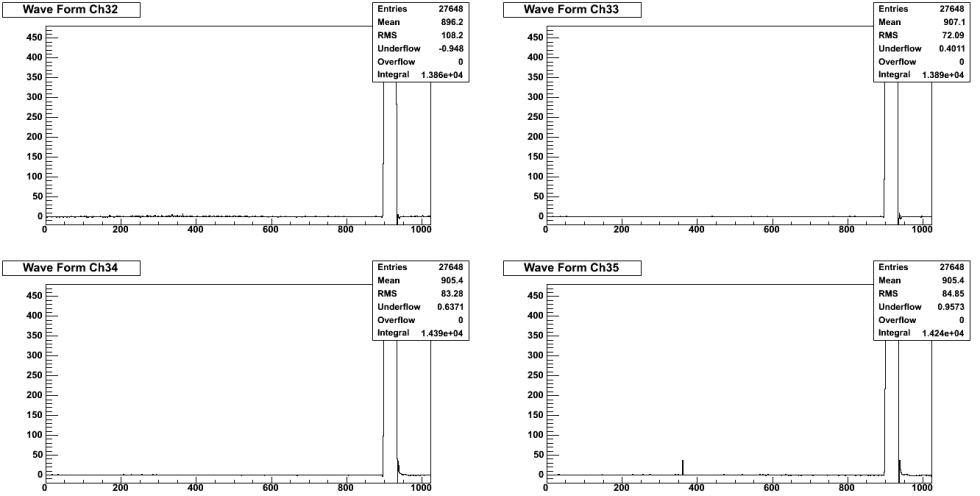 Wave Form Ch32
Entries 27648
Mean 896.2
RMS 108.2
Underflow -0.948
Overflow 0
Integral 1.386e+04
450
400
350
300
250
200
150
100
50
0
0 200 400 600 800 1000
Wave Form Ch33
Entries 27648
Mean 907.1
RMS 72.09
Underflow 0.4011
Overflow 0
Integral 1.389e+04
450
400
350
300
250
200
150
100
50
0
0 200 400 600 800 1000
Wave Form Ch34
Entries 27648
Mean 905.4
RMS 83.28
Underflow 0.6371
Overflow 0
Integral 1.439e+04
450
400
350
300
250
200
150
100
50
0
0 200 400 600 800 1000
Wave Form Ch35
Entries 27648
Mean 905.4
RMS 84.85
Underflow 0.9573
Overflow 0
Integral 1.424e+04
450
400
350
300
250
200
150
100
50
0
0 200 400 600 800 1000